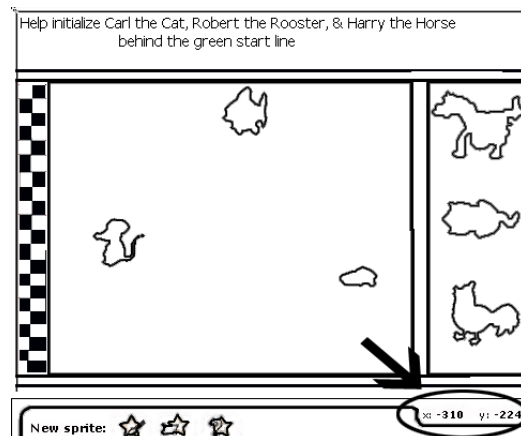 Help initialize Carl the Cat, Robert the Rooster, & Harry the Horse
behind the green start line
New sprite:
x: -310 y: -224